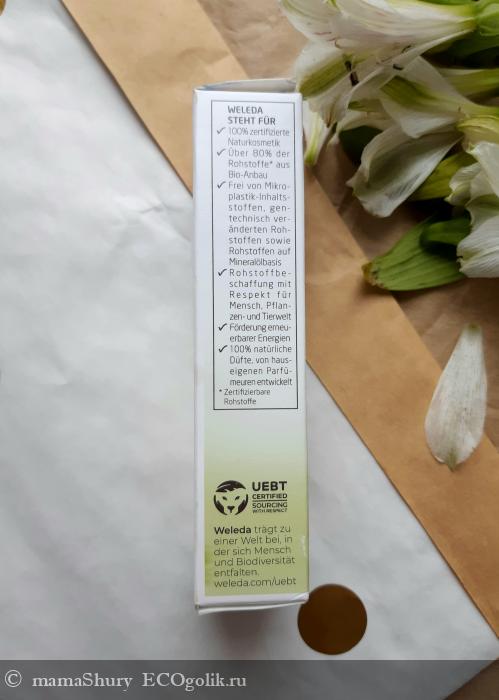 WELEDA
STEHT FÜR
✓ 100% zertifizierte
Naturkosmetik
✓ Über 80% der
Rohstoffe* aus
Bio-Anbau
✓ Frei von Mikro-
plastik-Inhalts-
stoffen, gen-
technisch ver-
änderten Roh-
stoffen sowie
Rohstoffen auf
Mineralölbasis
✓ Rohstoffbe-
schaffung mit
Respekt für
Mensch, Pflan-
zen- und Tierwelt
✓ Förderung erneu-
erbarer Energien
✓ 100% natürliche
Düfte, von haus-
eigenen Parfü-
meuren entwickelt
* Zertifizierbare
Rohstoffe
UEBT
CERTIFIED
SOURCING
WITH RESPECT
Weleda trägt zu
einer Welt bei, in
der sich Mensch
und Biodiversität
entfalten.
weleda.com/uebt
© mamaShury ECOgolik.ru